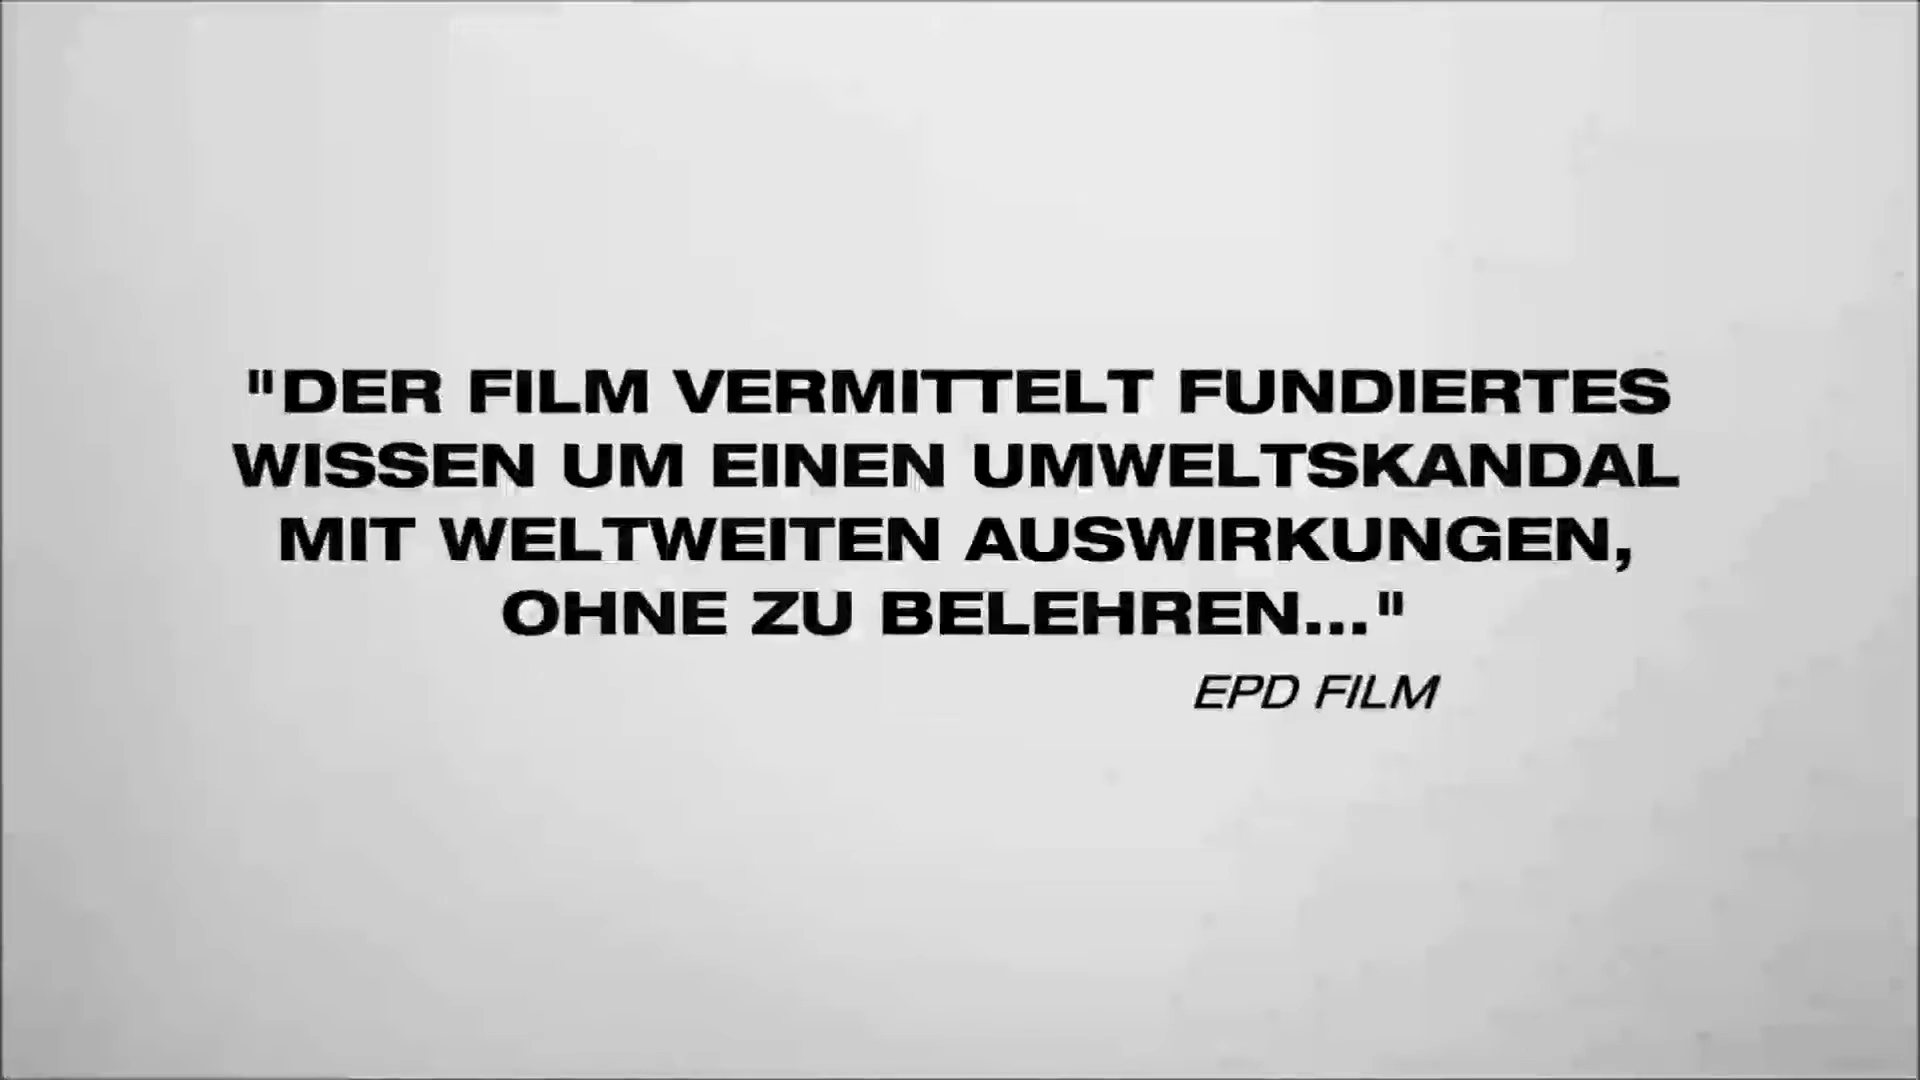 "DER FILM VERMITTELT FUNDIERTES
WISSEN UM EINEN UMWELTSKANDAL
MIT WELTWEITEN AUSWIRKUNGEN,
OHNE ZU BELEHREN..."
EPD FILM